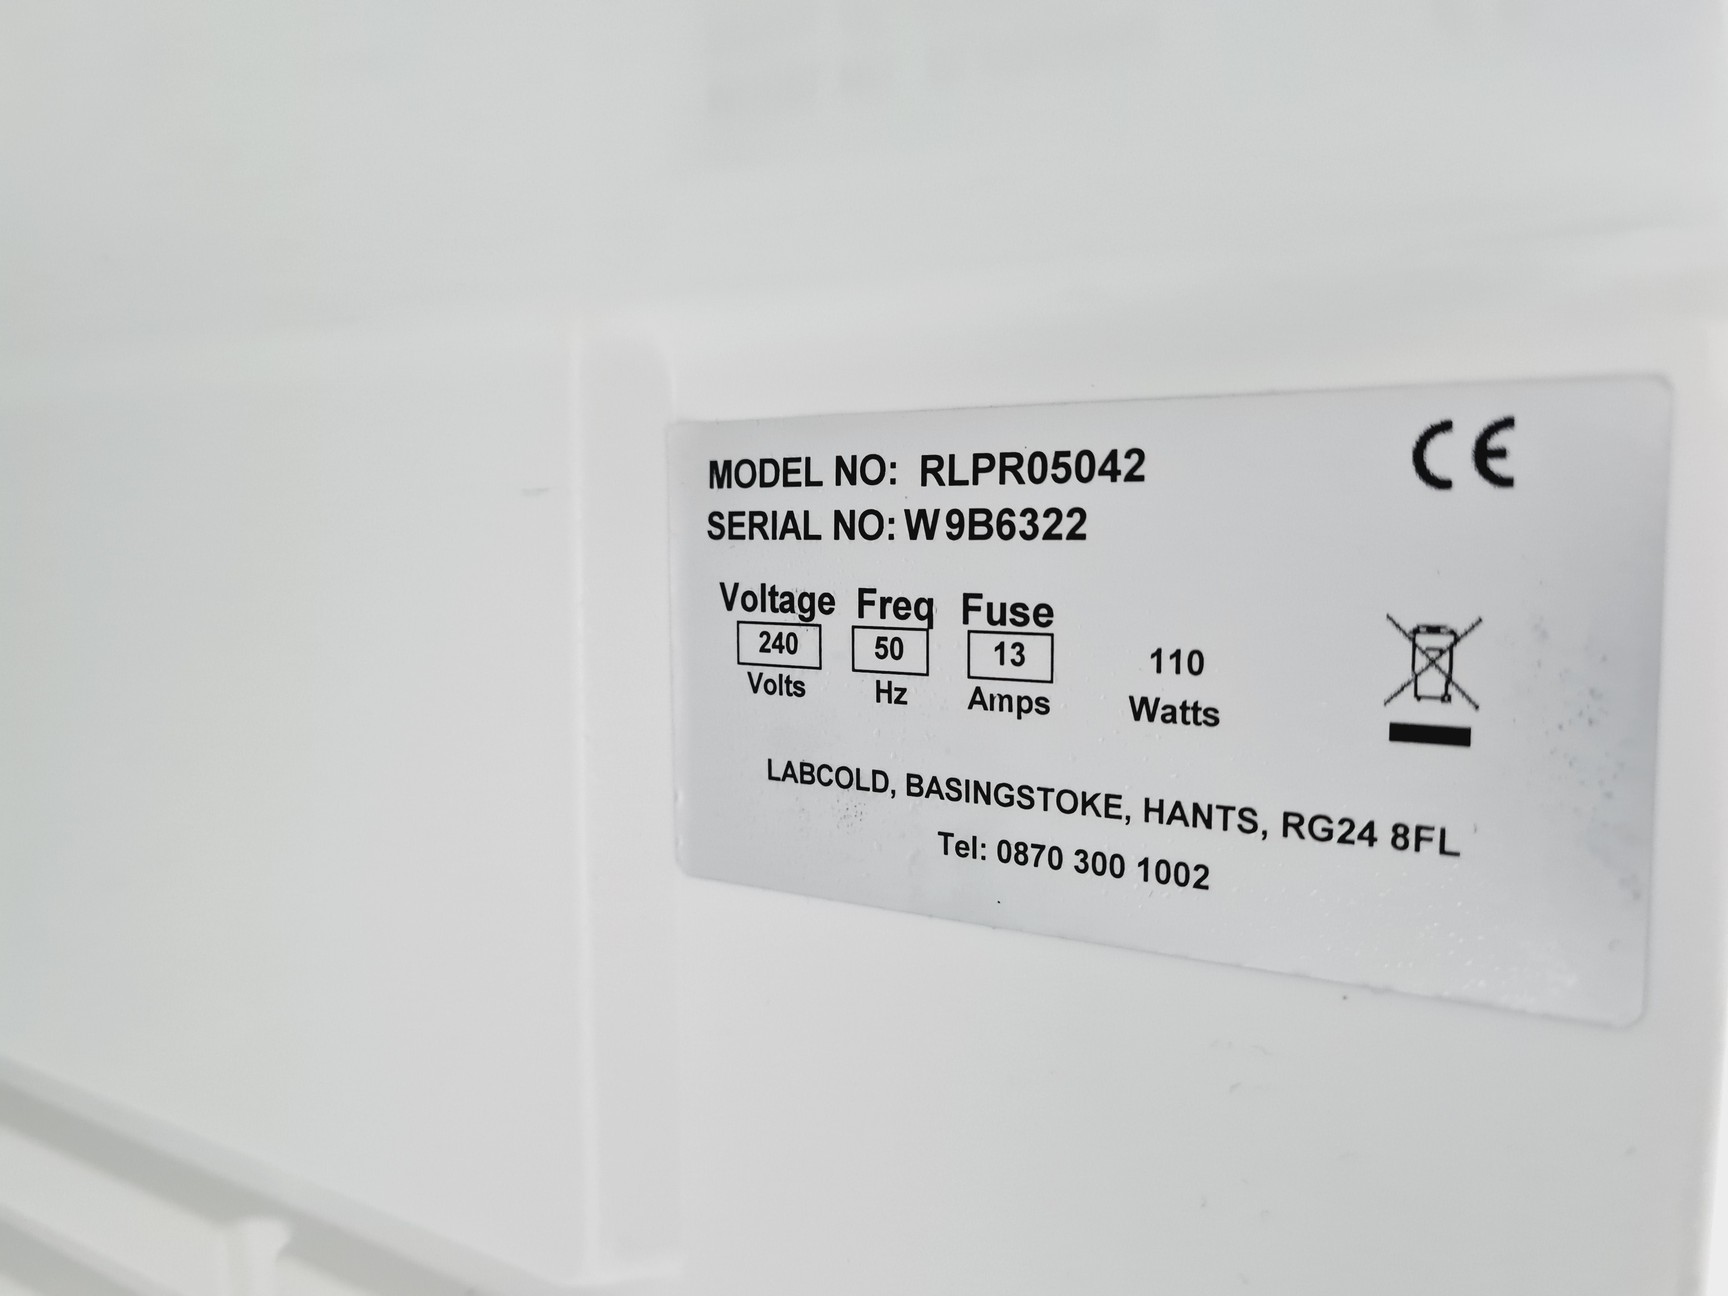 CE
MODEL NO: RLPR05042
SERIAL NO: W9B6322
Voltage Freq Fuse
240 50 13 110
Volts Hz Amps Watts
LABCOLD, BASINGSTOKE, HANTS, RG24 8FL
Tel: 0870 300 1002